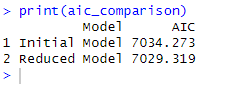 > print(aic_comparison)
          Model      AIC
1 Initial Model 7034.273
2 Reduced Model 7029.319
>